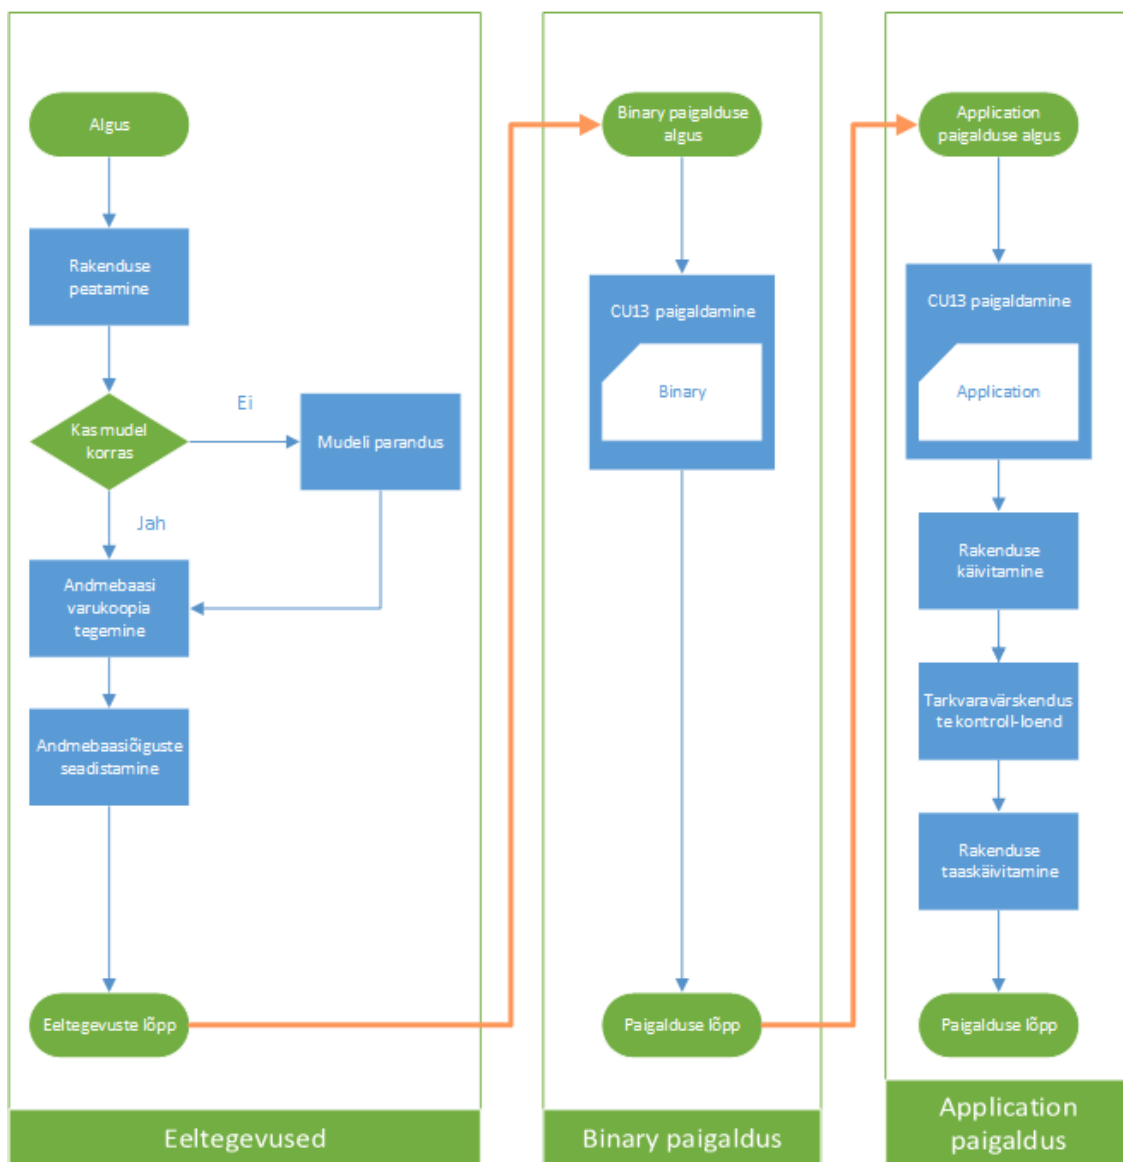 Algus
Rakenduse
peatamine
Kas mudel
korras
Ei
Mudeli parandus
Jah
Andmebaasi
varukoopia
tegemine
Andmebaasiõiguste
seadistamine
Eeltegevuste lõpp
Eeltegevused
Binary paigalduse
algus
CU13 paigaldamine
Binary
Paigalduse lõpp
Binary paigaldus
Application
paigalduse algus
CU13 paigaldamine
Application
Rakenduse
käivitamine
Tarkvaravärskendus
te kontroll-loend
Rakenduse
taaskäivitamine
Paigalduse lõpp
Application
paigaldus